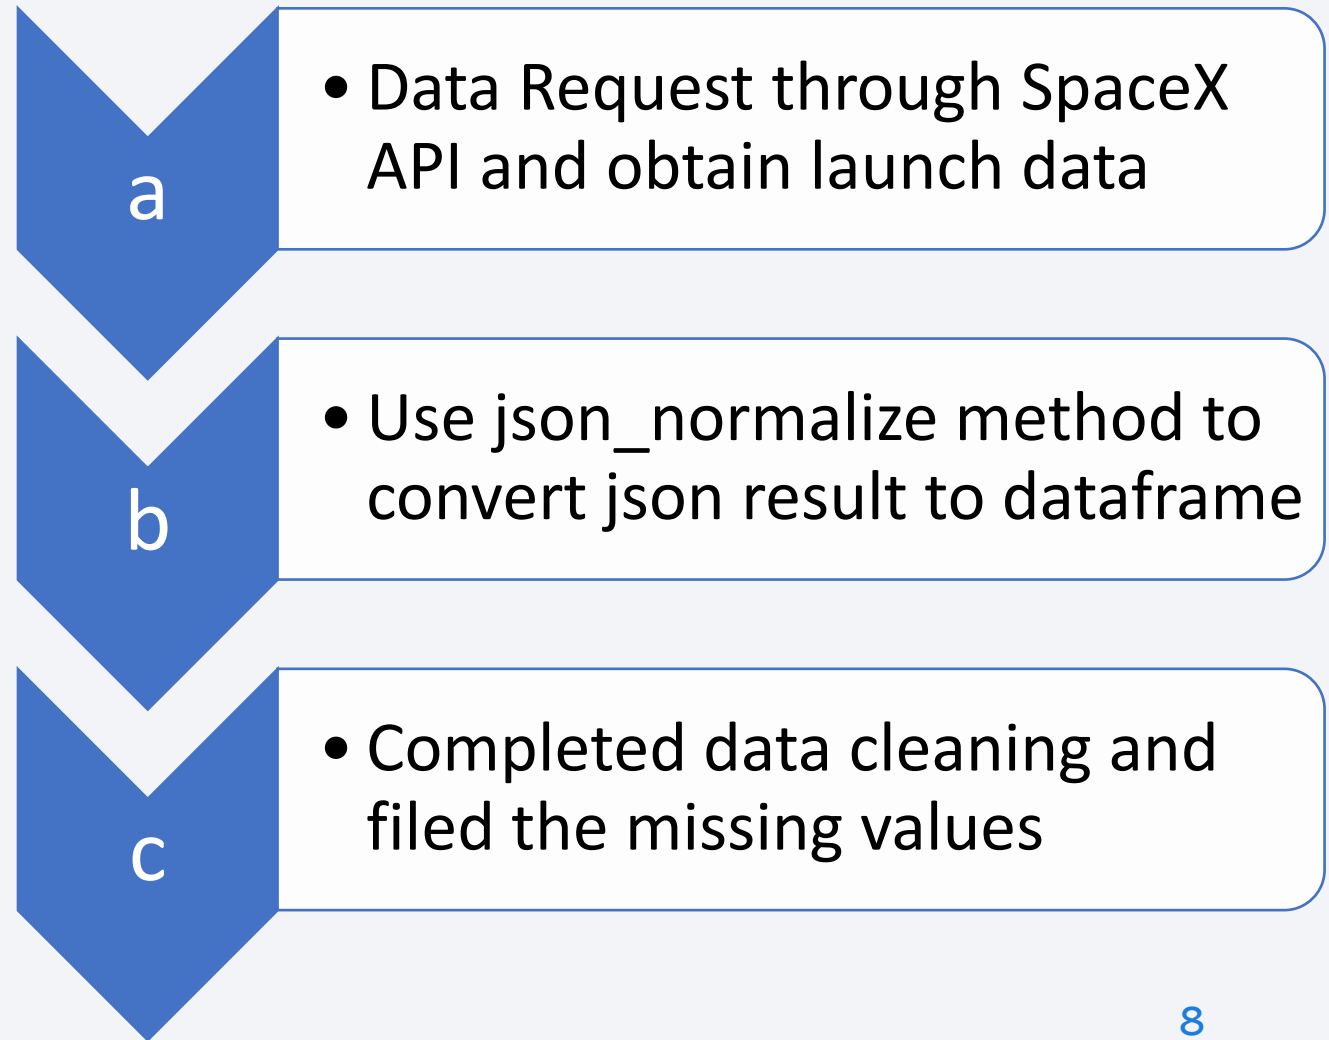 a
• Data Request through SpaceX
API and obtain launch data
b
• Use json_normalize method to
convert json result to dataframe
c
• Completed data cleaning and
filed the missing values
8